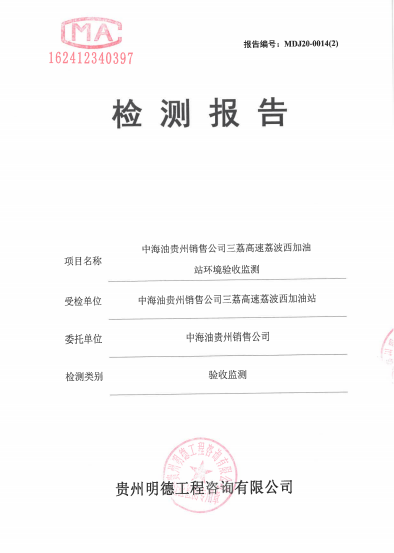 MA
162412340397
报告编号：MDJ20-0014(2)
检测报告
项目名称
中海油贵州销售公司三荔高速荔波西加油
站环境验收监测
受检单位
中海油贵州销售公司三荔高速荔波西加油站
委托单位
中海油贵州销售公司
检测类别
验收监测
贵州明德工程咨询有限公司